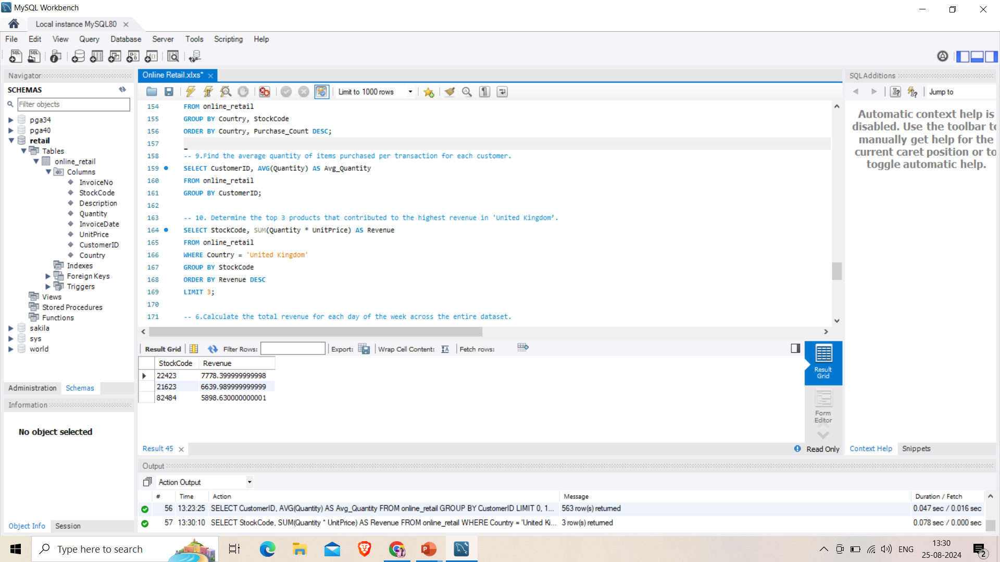 MySQL Workbench
Local instance MySQL80
File Edit View Query Database Server Tools Scripting Help
Navigator
SCHEMAS
Filter objects
pga34
pga40
retail
Tables
online_retail
Columns
InvoiceNo
StockCode
Description
Quantity
InvoiceDate
UnitPrice
CustomerID
Country
Indexes
Foreign Keys
Triggers
Views
Stored Procedures
Functions
sakila
sys
world
Administration Schemas
Information
No object selected
Object Info Session
Online Retail.xlxs*
Limit to 1000 rows
154 FROM online_retail
155 GROUP BY Country, StockCode
156 ORDER BY Country, Purchase_Count DESC;
157
158 -- 9.Find the average quantity of items purchased per transaction for each customer.
159 SELECT CustomerID, AVG(Quantity) AS Avg_Quantity
160 FROM online_retail
161 GROUP BY CustomerID;
162
163 -- 10. Determine the top 3 products that contributed to the highest revenue in 'United Kingdom’.
164 SELECT StockCode, SUM(Quantity * UnitPrice) AS Revenue
165 FROM online_retail
166 WHERE Country = 'United Kingdom'
167 GROUP BY StockCode
168 ORDER BY Revenue DESC
169 LIMIT 3;
170
171 -- 6.Calculate the total revenue for each day of the week across the entire dataset.
Result Grid Filter Rows: Export: Wrap Cell Content: Fetch rows:
StockCode Revenue
22423 7778.399999999998
21623 6639.989999999999
82484 5898.630000000001
Result Grid
Form Editor
Result 45
Read Only
SQLAdditions
Jump to
Automatic context help is
disabled. Use the toolbar to
manually get help for the
current caret position or to
toggle automatic help.
Context Help Snippets
Output
Action Output
# Time Action Message Duration / Fetch
56 13:23:25 SELECT CustomerID, AVG(Quantity) AS Avg_Quantity FROM online_retail GROUP BY CustomerID LIMIT 0, 1... 563 row(s) returned 0.047 sec / 0.016 sec
57 13:30:10 SELECT StockCode, SUM(Quantity * UnitPrice) AS Revenue FROM online_retail WHERE Country = 'United Ki... 3 row(s) returned 0.078 sec / 0.000 sec
Type here to search
ENG
13:30
25-08-2024
2